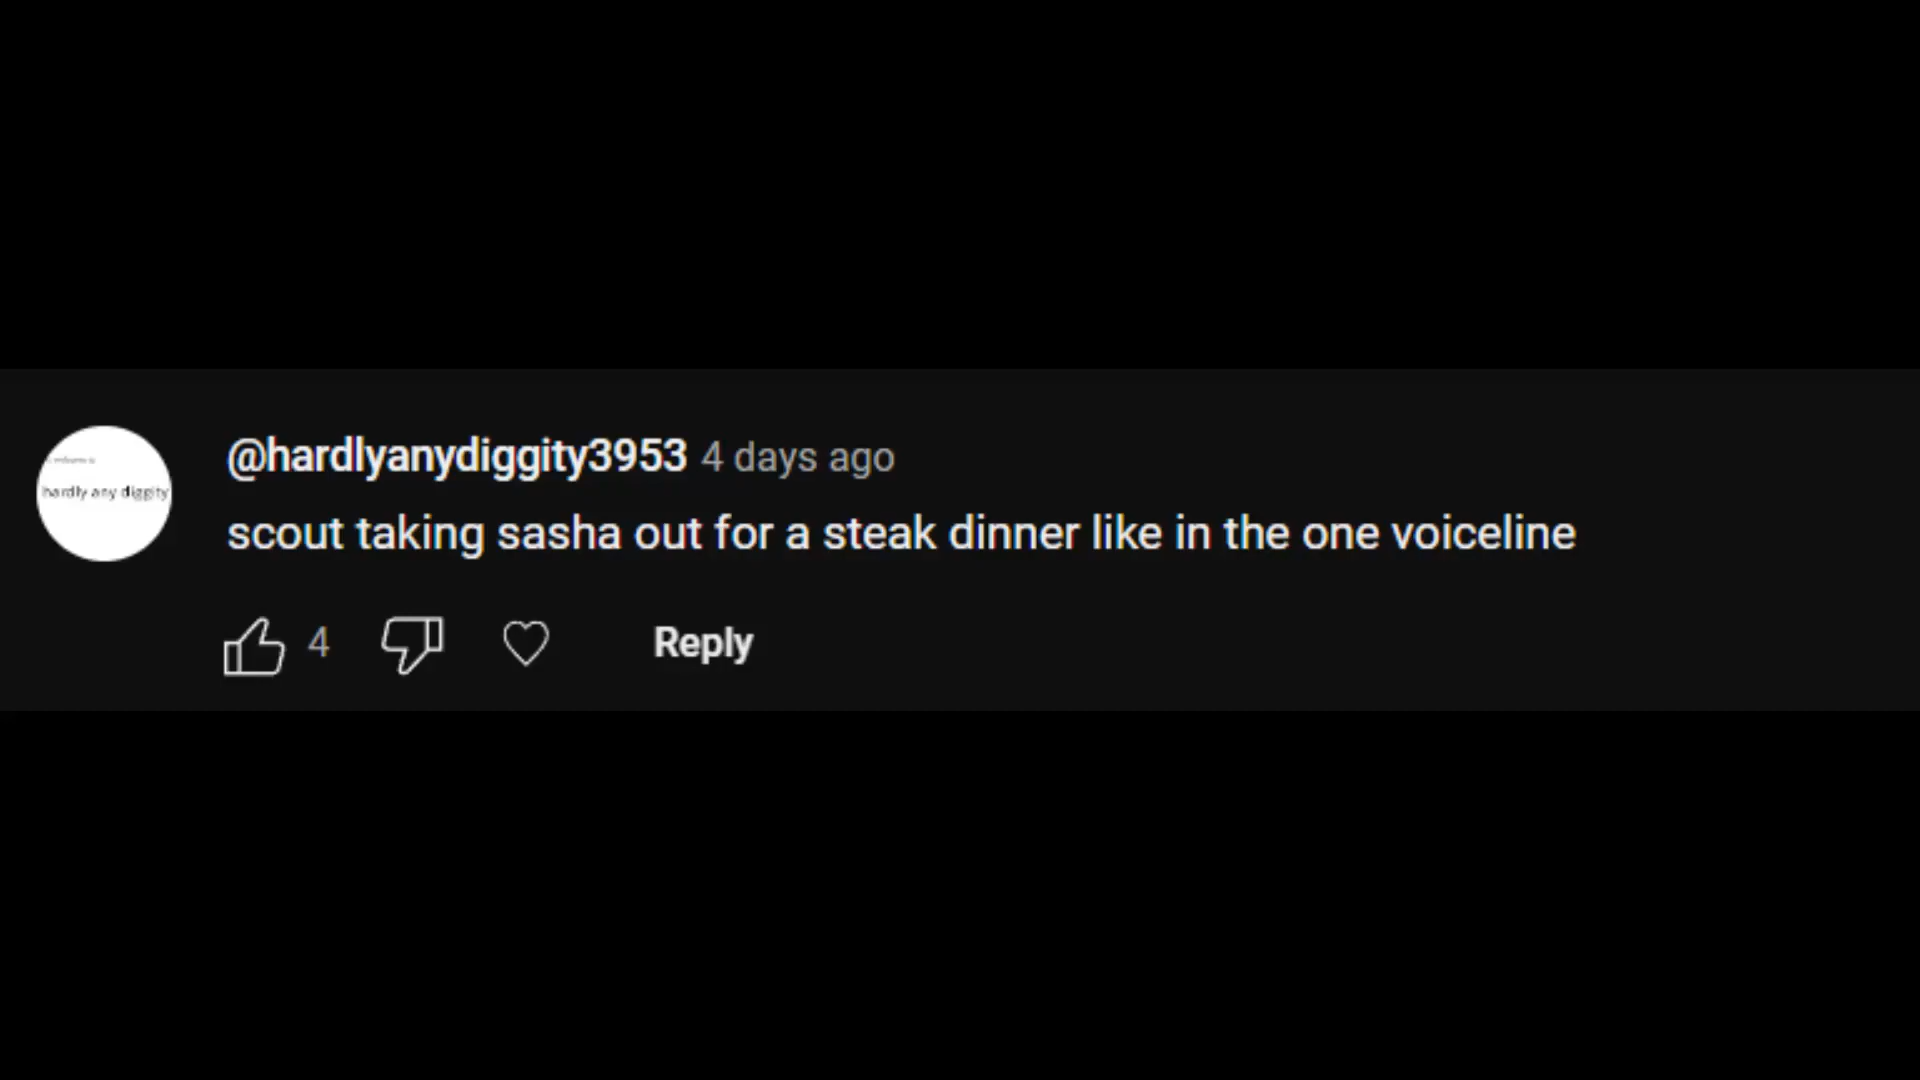 hardly any diggity
@hardlyanydiggity3953 4 days ago
scout taking sasha out for a steak dinner like in the one voiceline
4
Reply